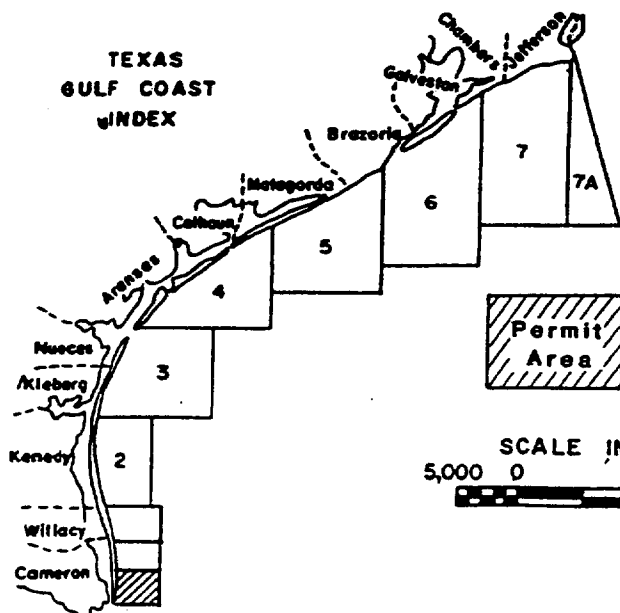 TEXAS
GULF COAST
INDEX
Chambers
Jefferson
Galveston
Brazoria
Matagorda
Calhoun
Aransas
Nueces
Kleberg
Kenedy
Willacy
Cameron
7
7A
6
5
4
3
2
Permit
Area
SCALE IN
5,000 0